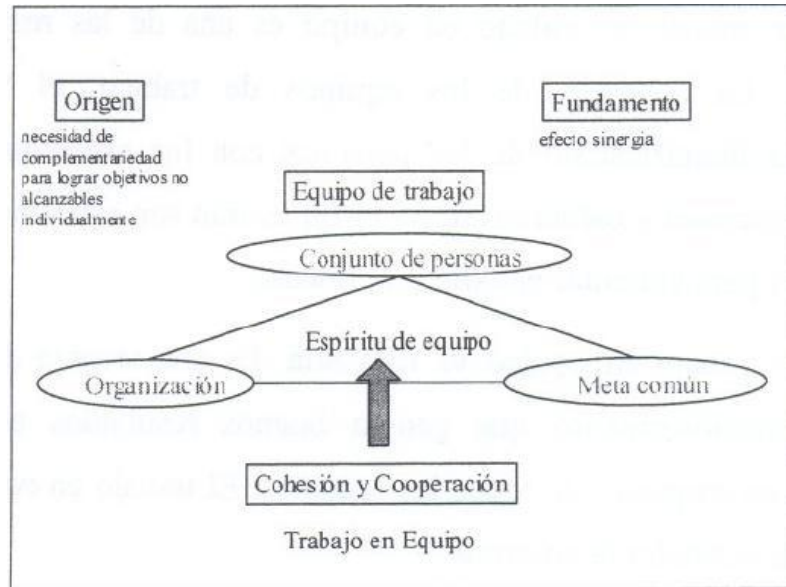 Origen
necesidad de
complementariedad
para lograr objetivos no
alcanzables
individualmente
Fundamento
efecto sinergia
Equipo de trabajo
Conjunto de personas
Espíritu de equipo
Organización
Meta común
Cohesión y Cooperación
Trabajo en Equipo